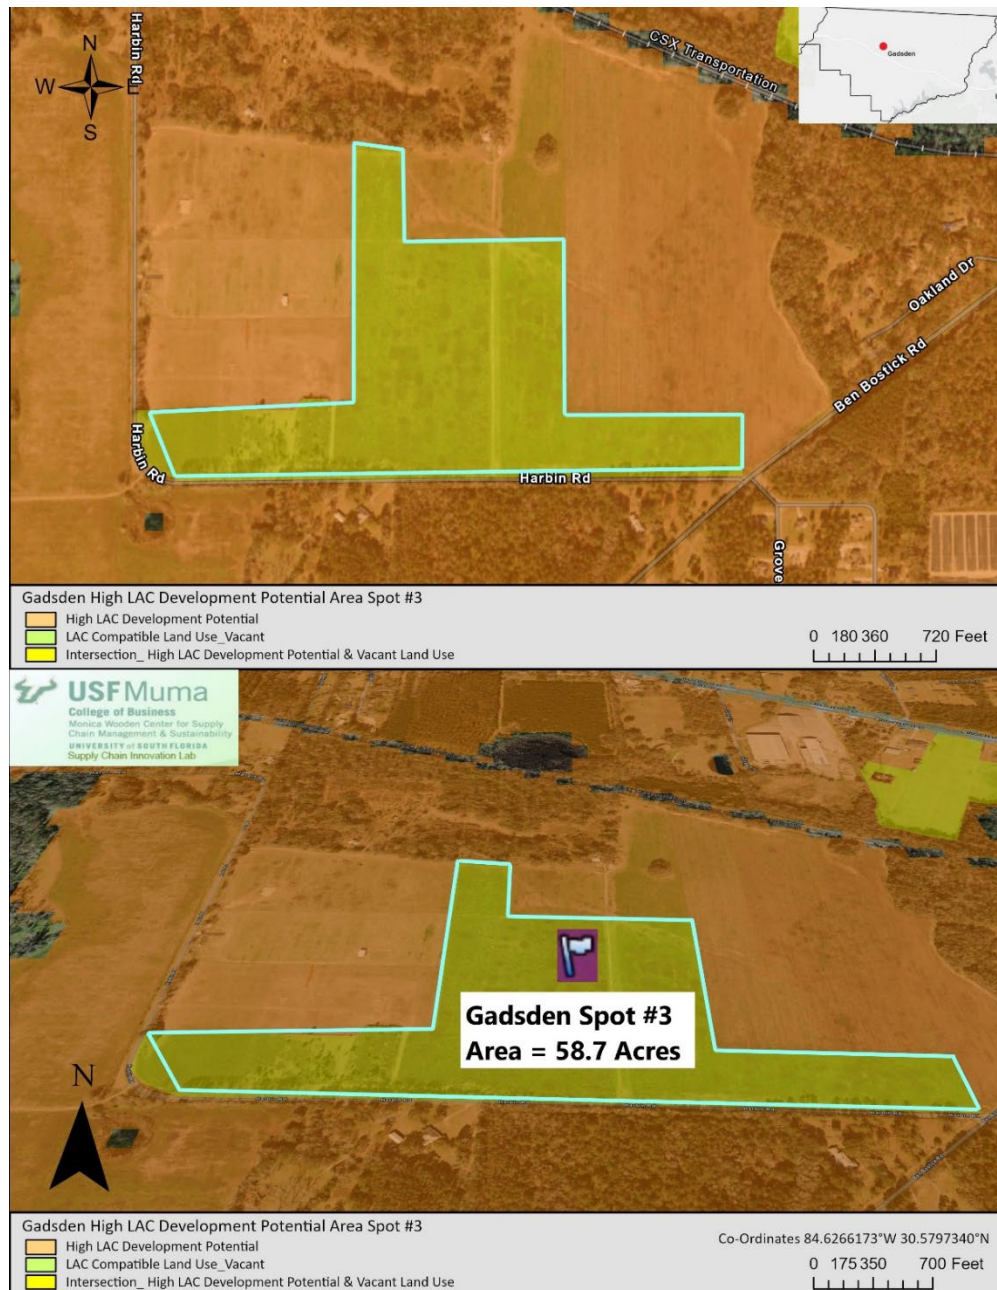 N
W E
S
Harbin Rd
CSX Transportation
Gadsden
Oakland Dr
Ben Bostick Rd
Harbin Rd
Harbin Rd
Grove
Gadsden High LAC Development Potential Area Spot #3
High LAC Development Potential
LAC Compatible Land Use_Vacant
Intersection_ High LAC Development Potential & Vacant Land Use
0 180 360 720 Feet
USF Muma
College of Business
Monica Wooden Center for Supply
Chain Management & Sustainability
UNIVERSITY of SOUTH FLORIDA
Supply Chain Innovation Lab
Gadsden Spot #3
Area = 58.7 Acres
N
Gadsden High LAC Development Potential Area Spot #3
High LAC Development Potential
LAC Compatible Land Use_Vacant
Intersection_ High LAC Development Potential & Vacant Land Use
Co-Ordinates 84.6266173°W 30.5797340°N
0 175 350 700 Feet